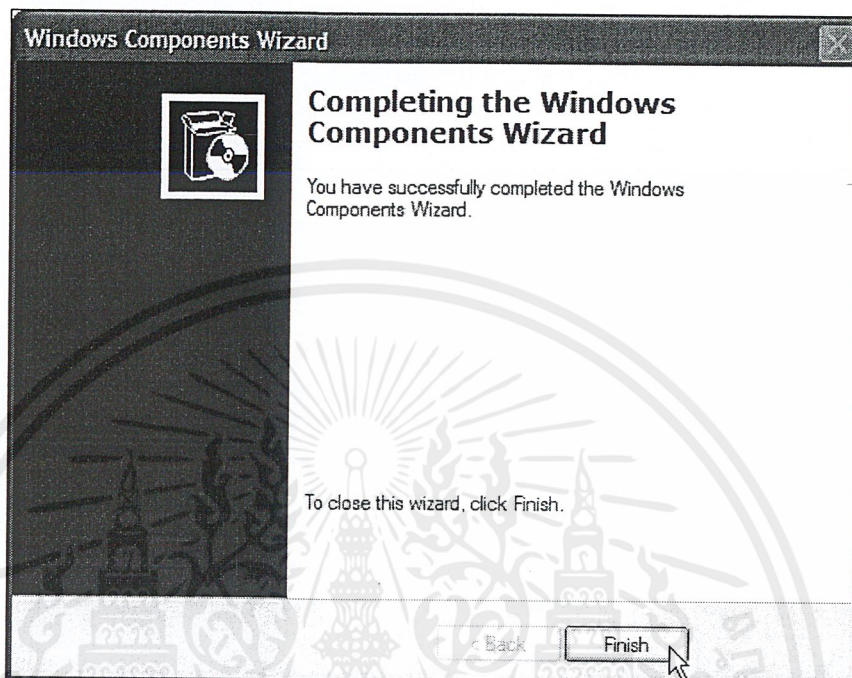 Windows Components Wizard
Completing the Windows
Components Wizard
You have successfully completed the Windows
Components Wizard.
To close this wizard, click Finish.
< Back
Finish